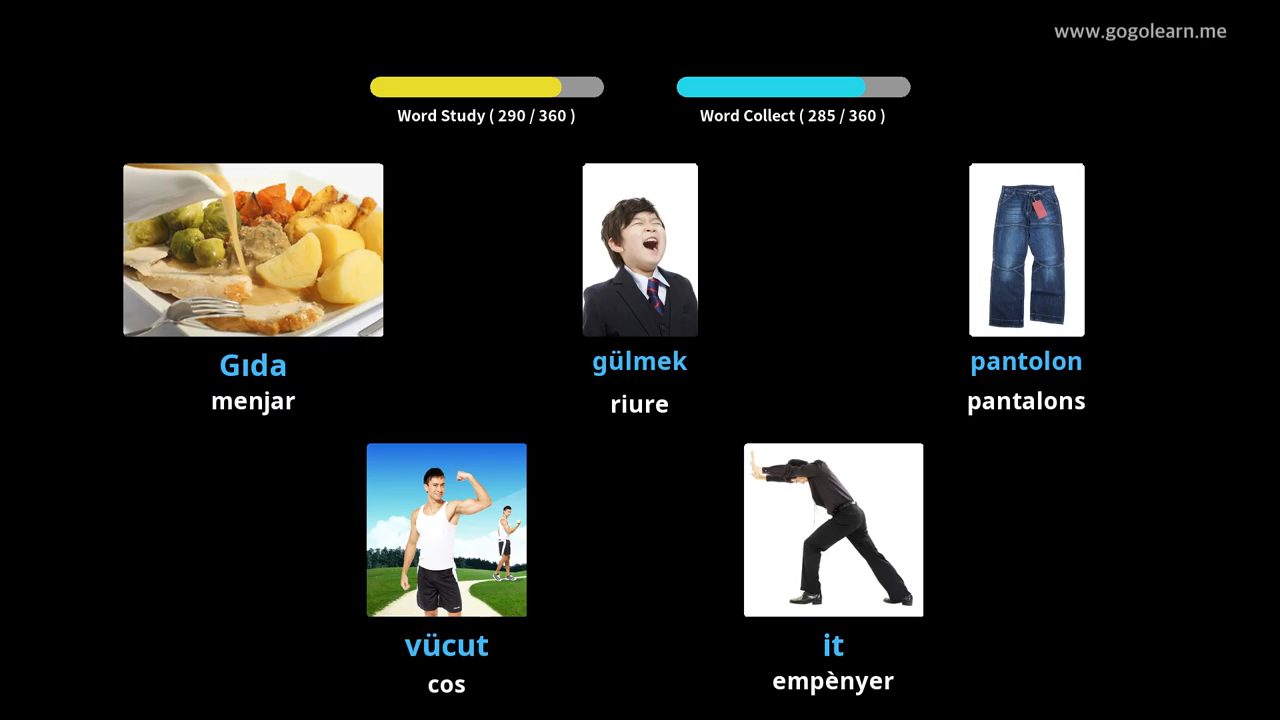 www.gogolearn.me
Word Study ( 290 / 360 )
Word Collect ( 285 / 360 )
Gıda
menjar
gülmek
riure
pantolon
pantalons
vücut
cos
it
empènyer